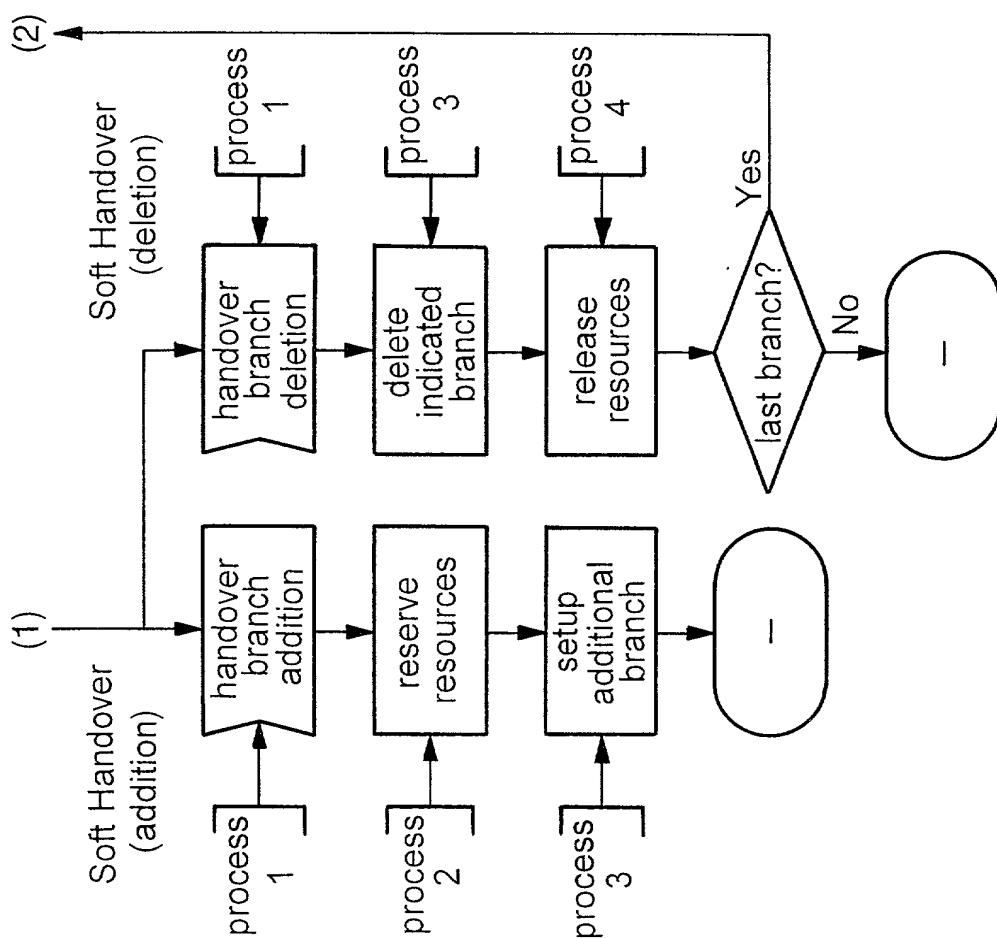 (1)
(2)
Soft Handover
(addition)
process
1
handover
branch
addition
process
2
reserve
resources
process
3
setup
additional
branch
–
Soft Handover
(deletion)
handover
branch
deletion
process
1
delete
indicated
branch
process
3
release
resources
process
4
last branch?
Yes
No
–